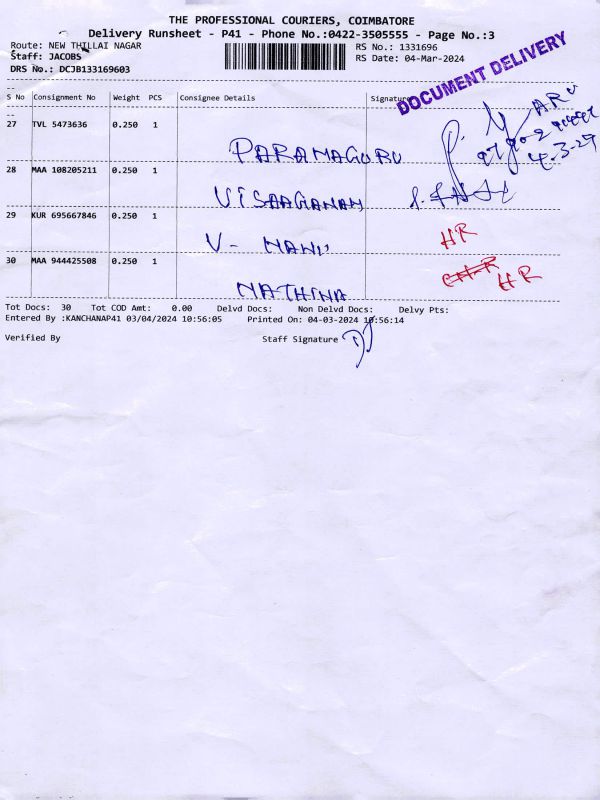 THE PROFESSIONAL COURIERS, COIMBATORE
Delivery Runsheet - P41 - Phone No.:0422-3505555 - Page No.:3
Route: NEW THILLAI NAGAR
RS No.: 1331696
Staff: JACOBS
RS Date: 04-Mar-2024
DRS No.: DCJB133169603
DOCUMENT DELIVERY
S No Consignment No Weight PCS Consignee Details Signature
27 TVL 5473636 0.250 1
PARAMAGURU
4.3-24
28 MAA 108205211 0.250 1
VISAAGANAN
29 KUR 695667846 0.250 1
V- MANI
HR
30 MAA 944425508 0.250 1
NATHINA
HR
Tot Docs: 30 Tot COD Amt: 0.00 Delvd Docs: Non Delvd Docs: Delvy Pts:
Entered By :KANCHANAP41 03/04/2024 10:56:05 Printed On: 04-03-2024 10:56:14
Verified By Staff Signature